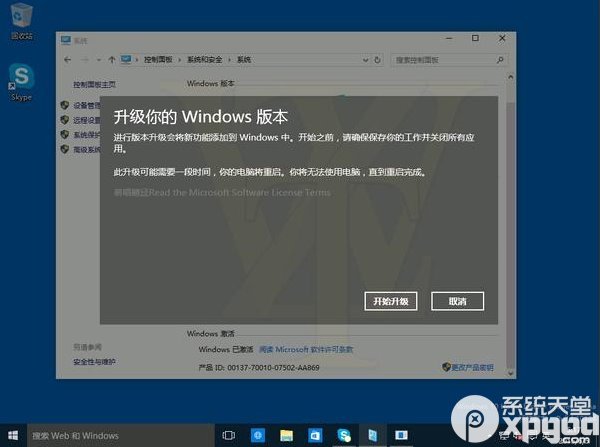 回收站
Skype
系统
控制面板 › 系统和安全 › 系统
搜索控制面板
控制面板主页
设备管理
远程设置
系统保护
高级系统
Windows 版本
升级你的 Windows 版本
进行版本升级会将新功能添加到 Windows 中。开始之前，请确保保存你的工作并关闭所有应
用。
此升级可能需要一段时间，你的电脑将重启。你将无法使用电脑，直到重启完成。
Read the Microsoft Software License Terms
开始升级
取消
Windows 激活
Windows 已激活 阅读 Microsoft 软件许可条款
产品 ID: 00137-70010-07502-AA869
更改产品密钥
另请参阅
安全性与维护
搜索 Web 和 Windows
系统天堂
xpgod
.com